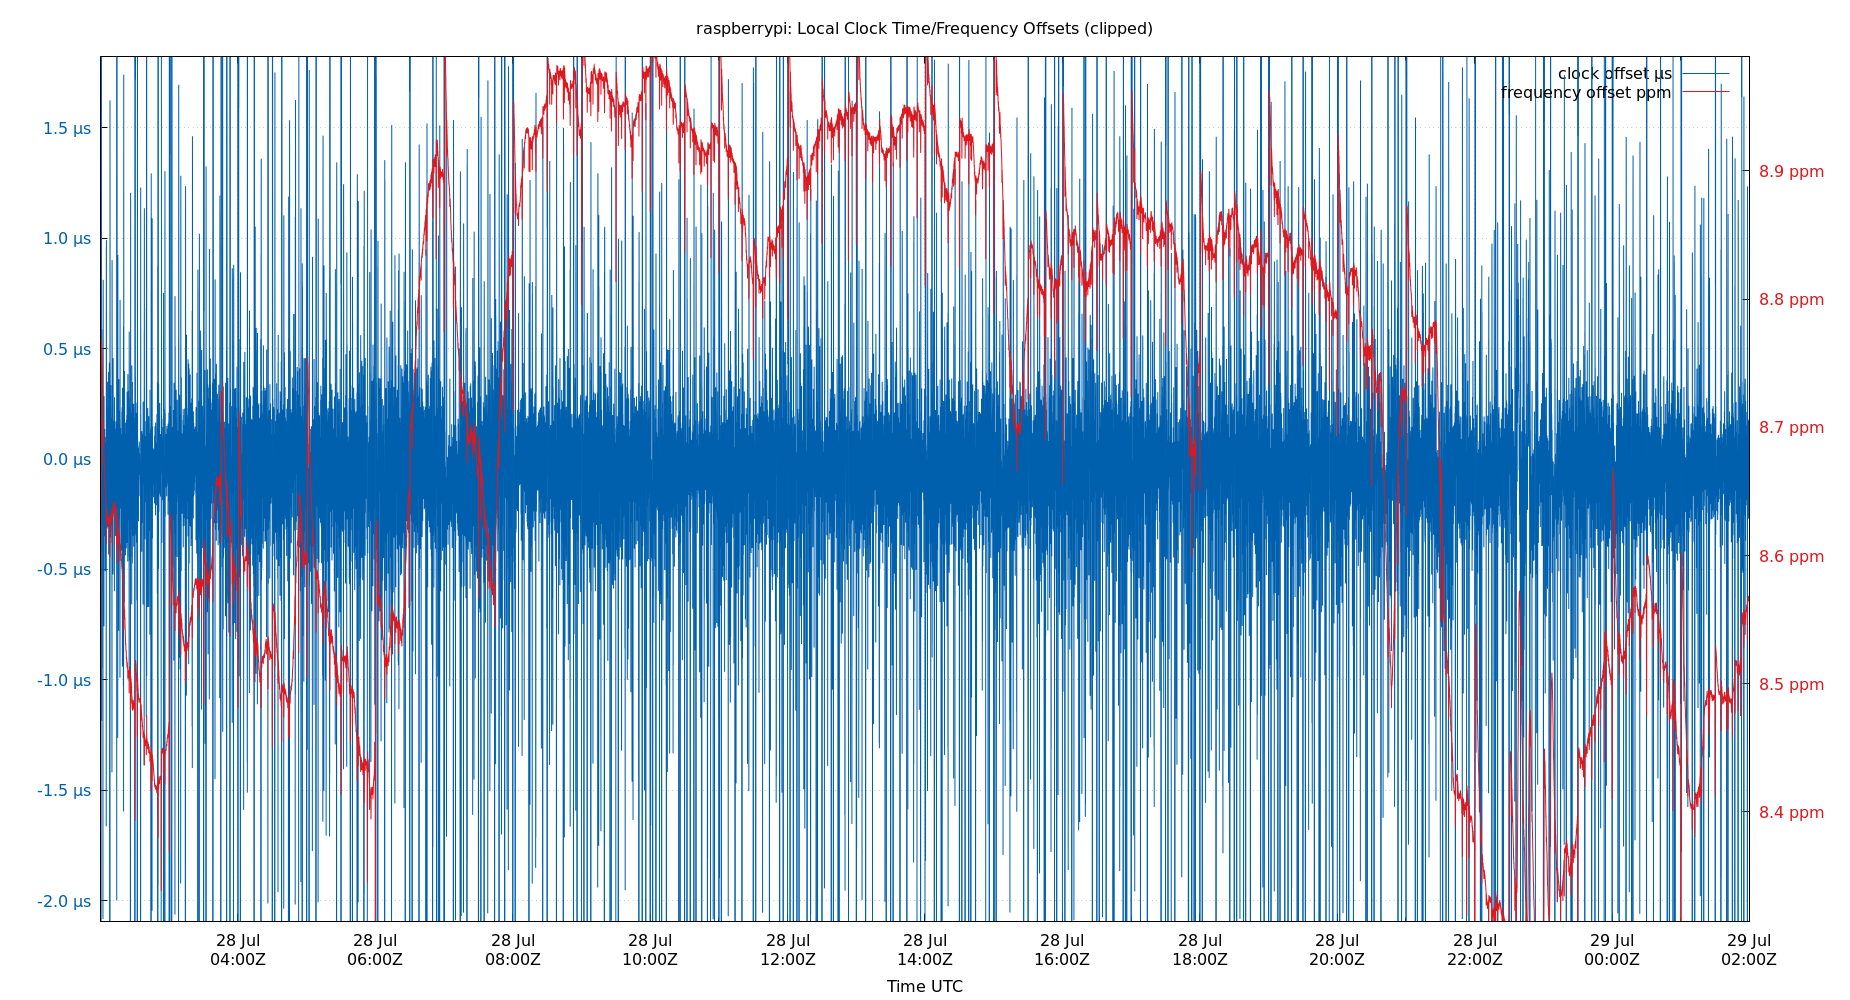 raspberrypi: Local Clock Time/Frequency Offsets (clipped)
clock offset µs
frequency offset ppm
1.5 µs
1.0 µs
0.5 µs
0.0 µs
-0.5 µs
-1.0 µs
-1.5 µs
-2.0 µs
8.9 ppm
8.8 ppm
8.7 ppm
8.6 ppm
8.5 ppm
8.4 ppm
28 Jul
04:00Z
28 Jul
06:00Z
28 Jul
08:00Z
28 Jul
10:00Z
28 Jul
12:00Z
28 Jul
14:00Z
28 Jul
16:00Z
28 Jul
18:00Z
28 Jul
20:00Z
28 Jul
22:00Z
29 Jul
00:00Z
29 Jul
02:00Z
Time UTC